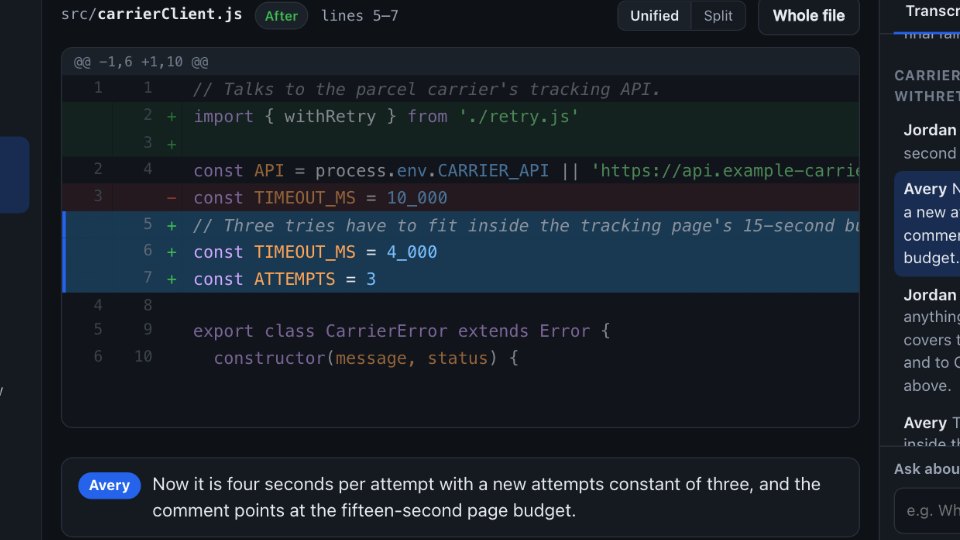 src/carrierClient.js After lines 5–7 Unified Split Whole file
@@ -1,6 +1,10 @@
1 1 // Talks to the parcel carrier's tracking API.
2 + import { withRetry } from './retry.js'
3 +
2 4 const API = process.env.CARRIER_API || 'https://api.example-carrie
3 - const TIMEOUT_MS = 10_000
5 + // Three tries have to fit inside the tracking page's 15-second bu
6 + const TIMEOUT_MS = 4_000
7 + const ATTEMPTS = 3
4 8
5 9 export class CarrierError extends Error {
6 10 constructor(message, status) {
Avery Now it is four seconds per attempt with a new attempts constant of three, and the
comment points at the fifteen-second page budget.
Transcr
CARRIER
WITHRET
Jordan
second
Avery N
a new a
commen
budget.
Jordan
anything
covers t
and to C
above.
Avery T
inside th
Ask abou
e.g. Wh